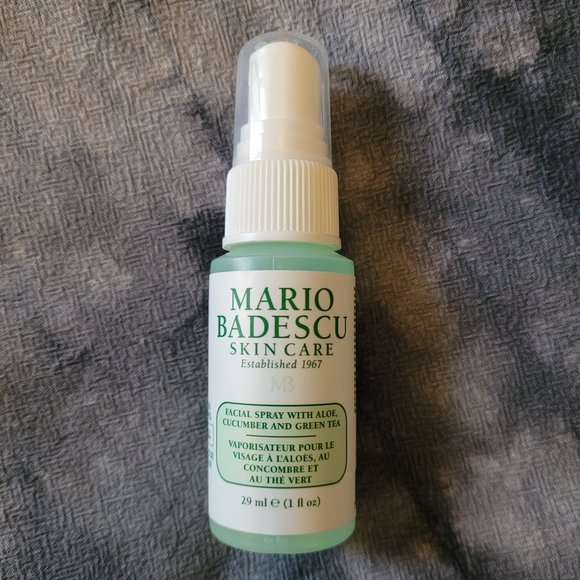 MARIO
BADESCU
SKIN CARE
Established 1967
MB
FACIAL SPRAY WITH ALOE,
CUCUMBER AND GREEN TEA
VAPORISATEUR POUR LE
VISAGE À L'ALOÈS, AU
CONCOMBRE ET
AU THÉ VERT
29 ml e (1 fl oz)